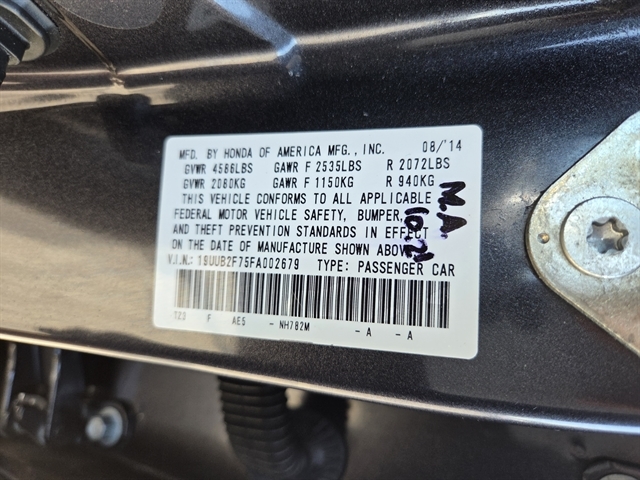 MFD. BY HONDA OF AMERICA MFG., INC. 08/'14
GVWR 4586LBS GAWR F 2535LBS R 2072LBS
GVWR 2080KG GAWR F 1150KG R 940KG
THIS VEHICLE CONFORMS TO ALL APPLICABLE
FEDERAL MOTOR VEHICLE SAFETY, BUMPER,
AND THEFT PREVENTION STANDARDS IN EFFECT
ON THE DATE OF MANUFACTURE SHOWN ABOVE.
V.I.N.: 19UUB2F75FA002679 TYPE: PASSENGER CAR
TZ3 F AE5 - NH782M - A - A
M.A.